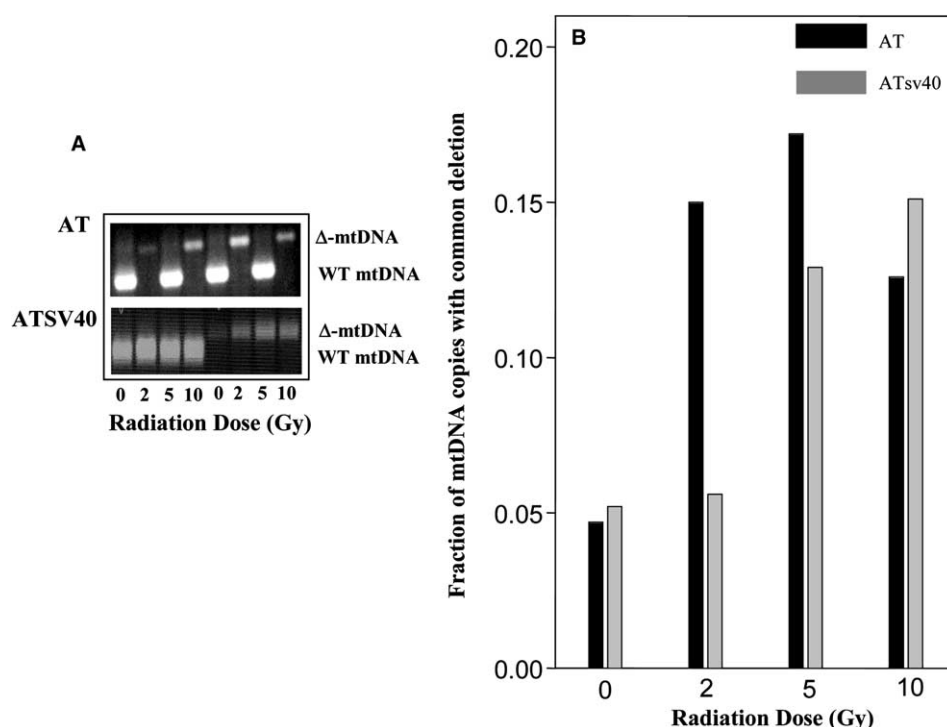 A
AT
Δ-mtDNA
WT mtDNA
ATSV40
Δ-mtDNA
WT mtDNA
0 2 5 10 0 2 5 10
Radiation Dose (Gy)
B
AT
ATsv40
Fraction of mtDNA copies with common deletion
0.20
0.15
0.10
0.05
0.00
0 2 5 10
Radiation Dose (Gy)